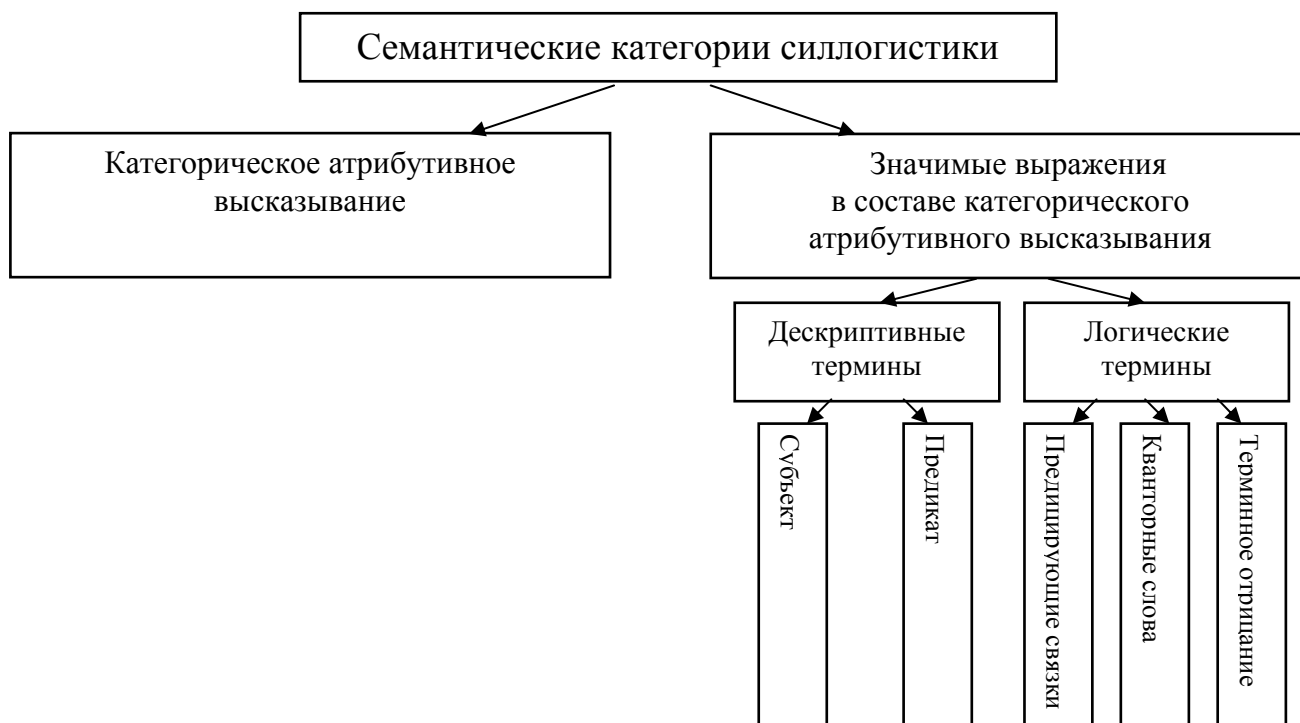 Семантические категории силлогистики
Категорическое атрибутивное
высказывание
Значимые выражения
в составе категорического
атрибутивного высказывания
Дескриптивные
термины
Логические
термины
Субъект
Предикат
Предицирующие связки
Кванторные слова
Терминное отрицание